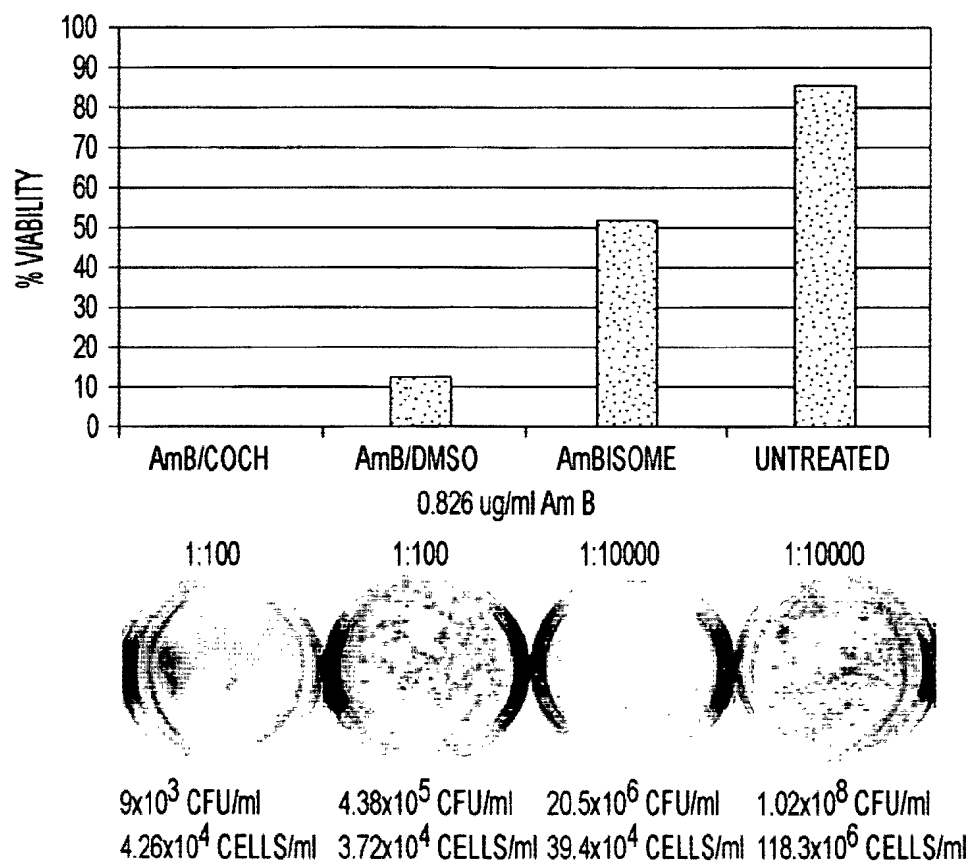 100
90
80
70
60
50
40
30
20
10
0
% VIABILITY
AmB/COCH AmB/DMSO AmBISOME UNTREATED
0.826 ug/ml Am B
1:100 1:100 1:10000 1:10000
9x10³ CFU/ml 4.38x10⁵ CFU/ml 20.5x10⁶ CFU/ml 1.02x10⁸ CFU/ml
4.26x10⁴ CELLS/ml 3.72x10⁴ CELLS/ml 39.4x10⁴ CELLS/ml 118.3x10⁶ CELLS/ml